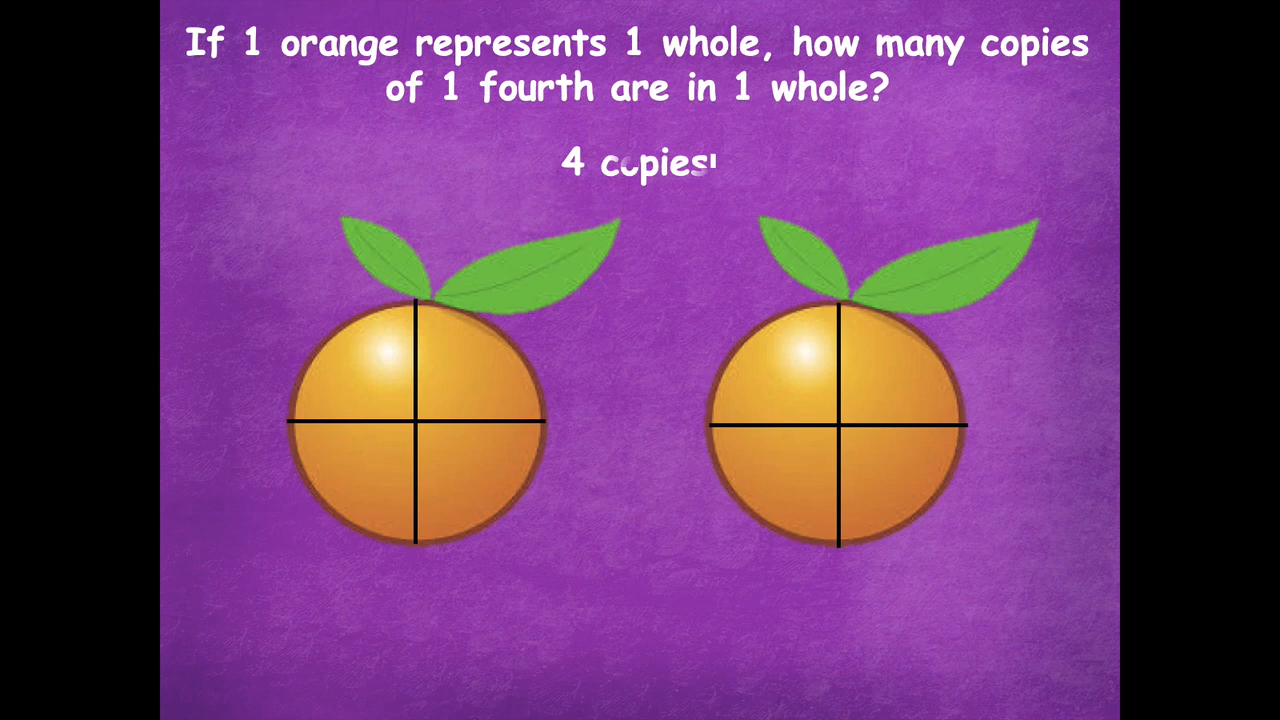 If 1 orange represents 1 whole, how many copies
of 1 fourth are in 1 whole?
4 copies!